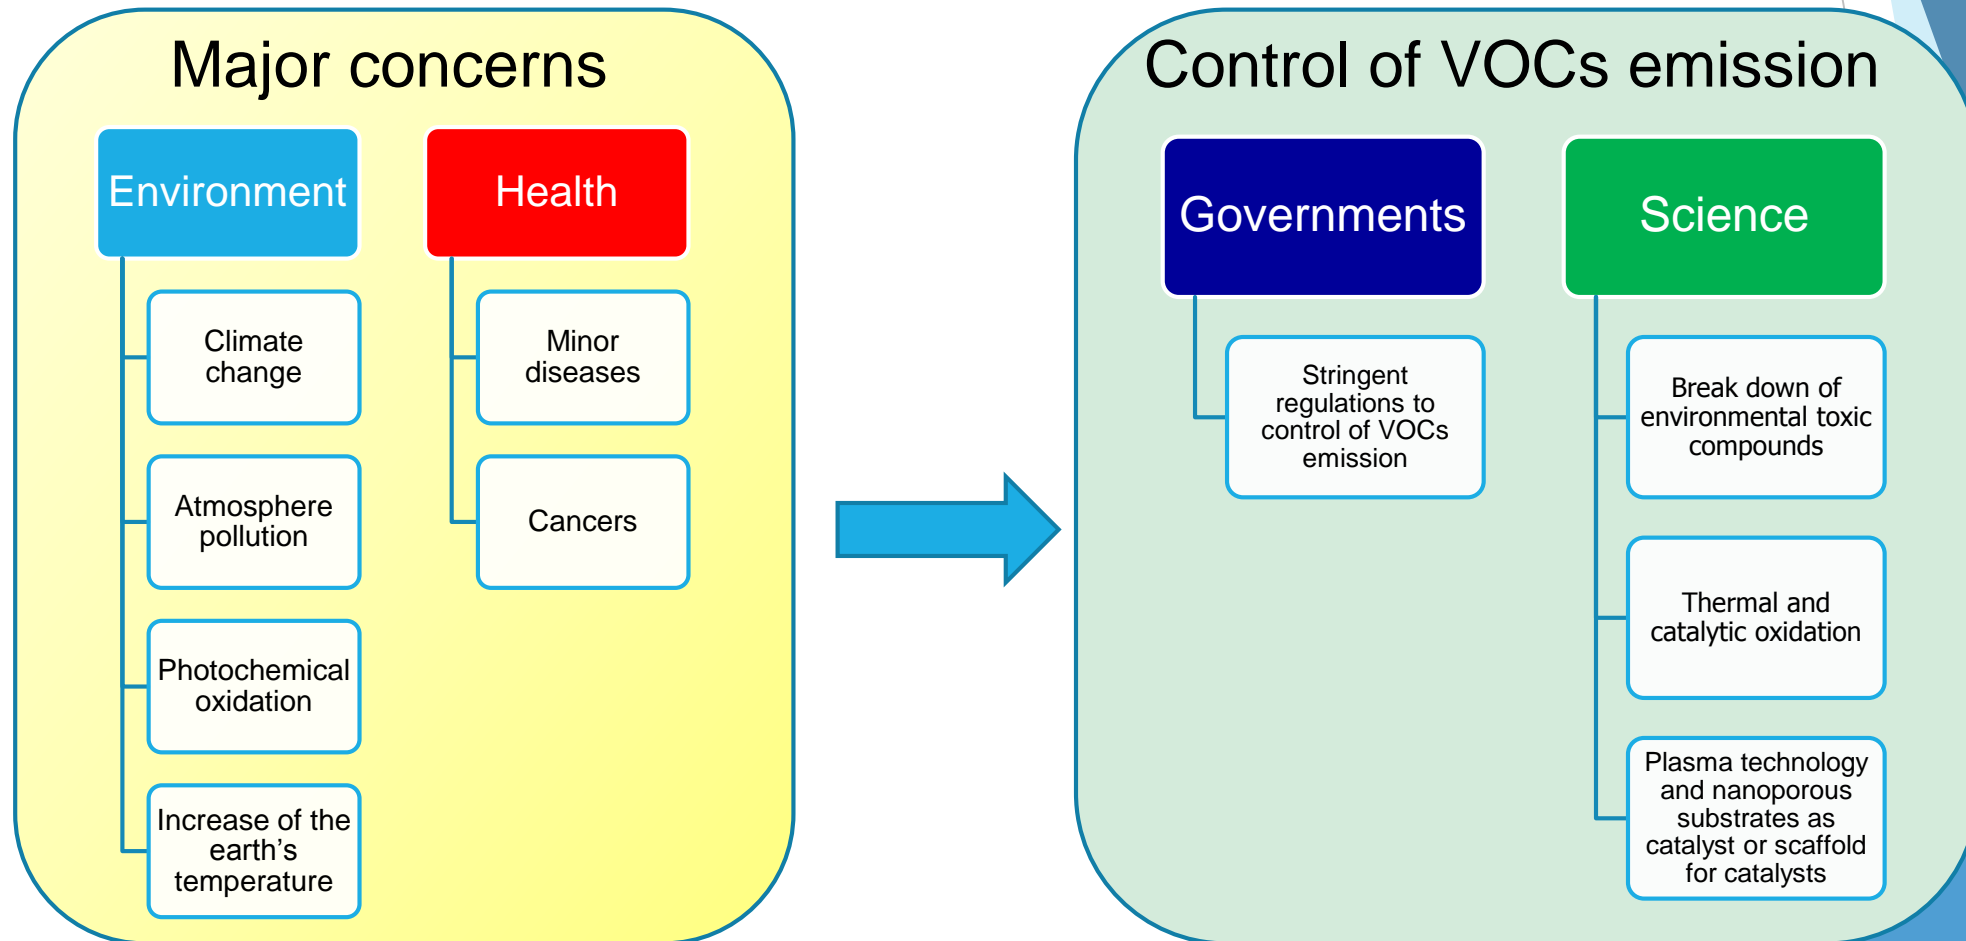 Major concerns
Environment
Climate
change
Atmosphere
pollution
Photochemical
oxidation
Increase of the
earth’s
temperature
Health
Minor
diseases
Cancers
Control of VOCs emission
Governments
Stringent
regulations to
control of VOCs
emission
Science
Break down of
environmental toxic
compounds
Thermal and
catalytic oxidation
Plasma technology
and nanoporous
substrates as
catalyst or scaffold
for catalysts